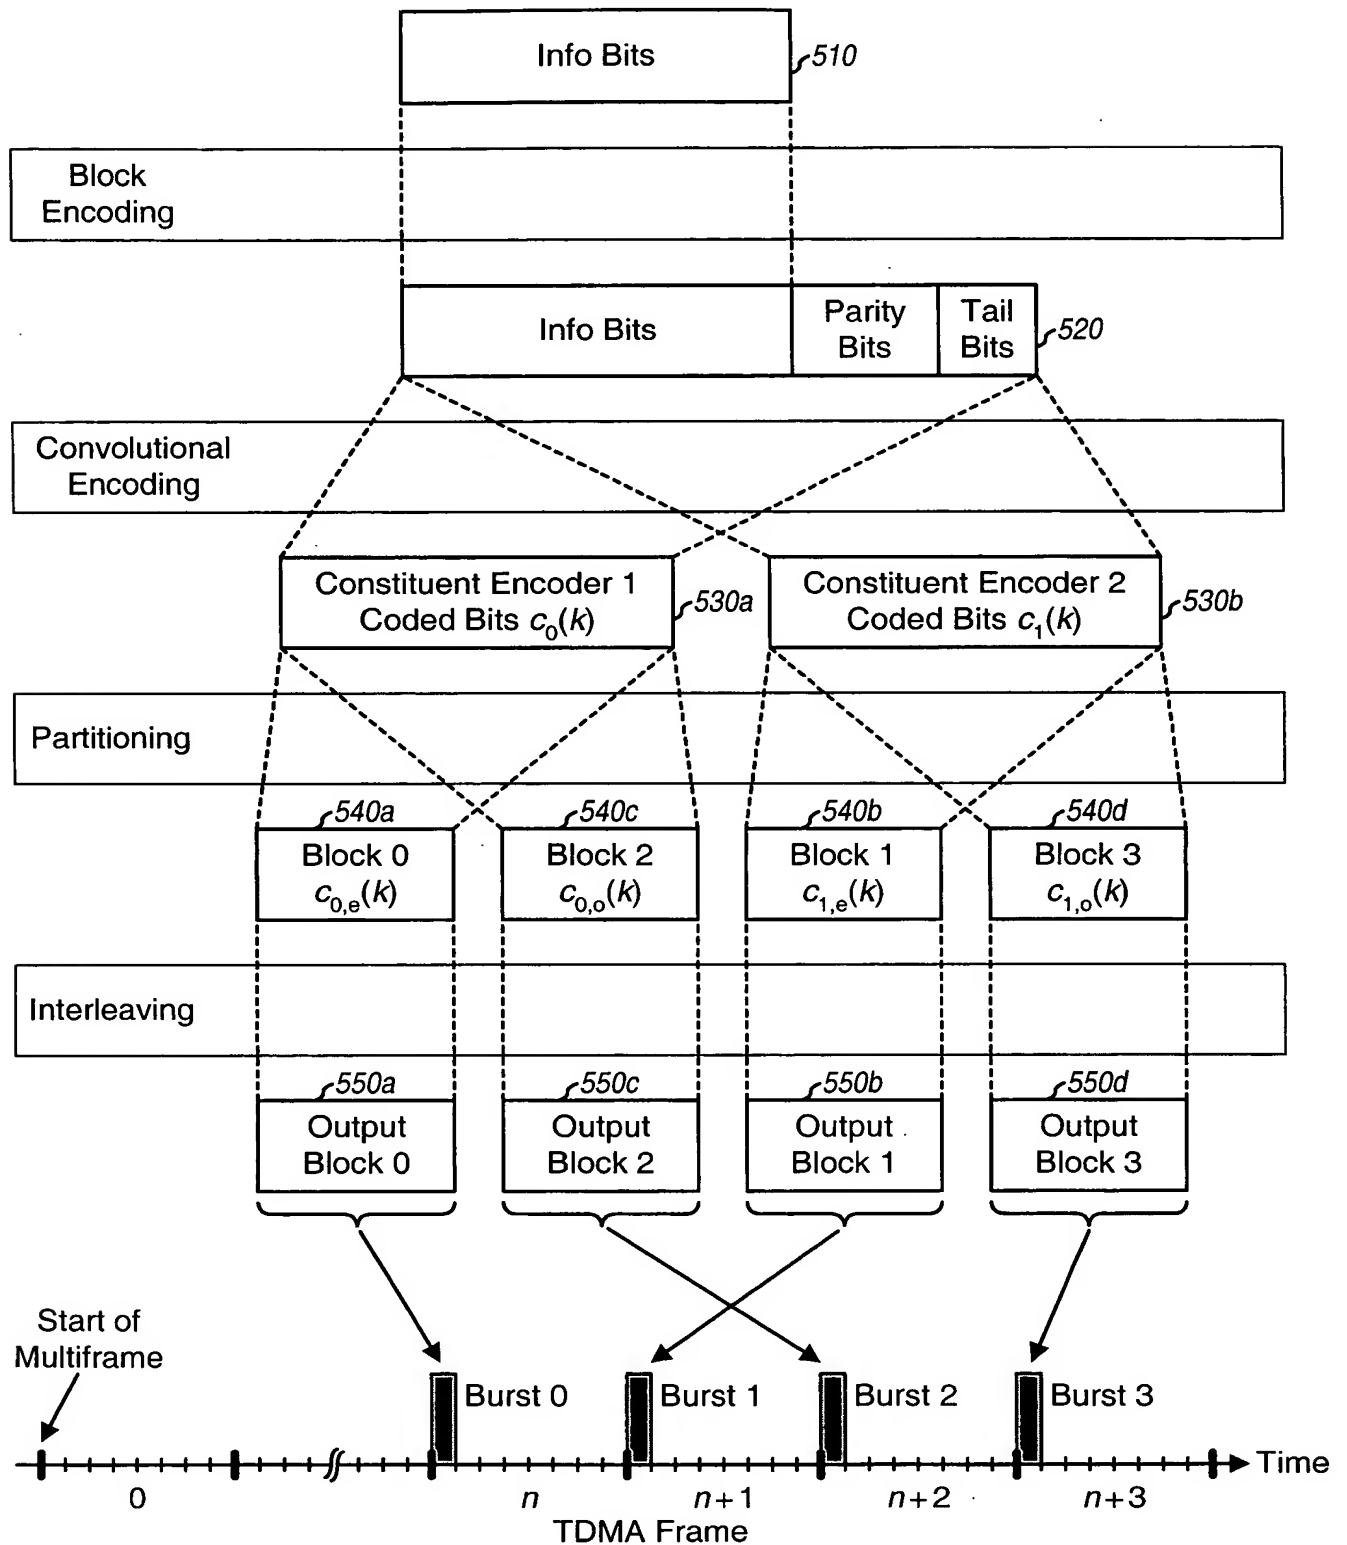 Info Bits
510
Block
Encoding
Info Bits
Parity
Bits
Tail
Bits
520
Convolutional
Encoding
Constituent Encoder 1
Coded Bits c0(k)
530a
Constituent Encoder 2
Coded Bits c1(k)
530b
Partitioning
540a
540c
540b
540d
Block 0
c0,e(k)
Block 2
c0,o(k)
Block 1
c1,e(k)
Block 3
c1,o(k)
Interleaving
550a
550c
550b
550d
Output
Block 0
Output
Block 2
Output
Block 1
Output
Block 3
Start of
Multiframe
Burst 0
Burst 1
Burst 2
Burst 3
Time
0
n
n+1
n+2
n+3
TDMA Frame